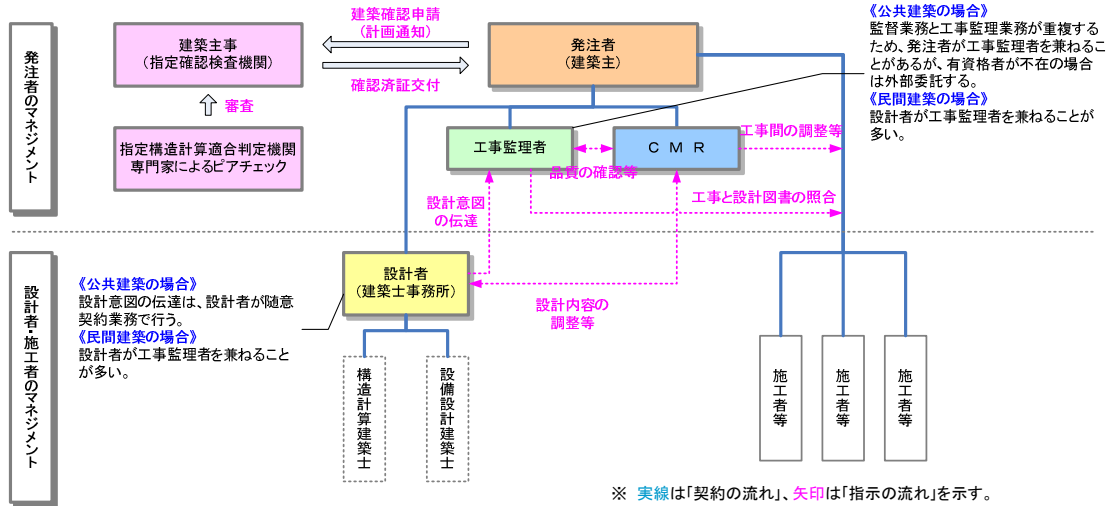 発注者のマネジメント
建築主事
（指定確認検査機関）
審査
指定構造計算適合判定機関
専門家によるピアチェック
建築確認申請
（計画通知）
確認済証交付
発注者
（建築主）
《公共建築の場合》
監督業務と工事監理業務が重複する
ため、発注者が工事監理者を兼ねるこ
とがあるが、有資格者が不在の場合
は外部委託する。
《民間建築の場合》
設計者が工事監理者を兼ねることが
多い。
工事監理者
ＣＭＲ
工事間の調整等
品質の確認等
設計意図
の伝達
工事と設計図書の照合
設計者・施工者のマネジメント
《公共建築の場合》
設計意図の伝達は、設計者が随意
契約業務で行う。
《民間建築の場合》
設計者が工事監理者を兼ねること
が多い。
設計者
（建築士事務所）
設計内容の
調整等
構造計算建築士
設備設計建築士
施工者等
施工者等
施工者等
※ 実線は「契約の流れ」、矢印は「指示の流れ」を示す。